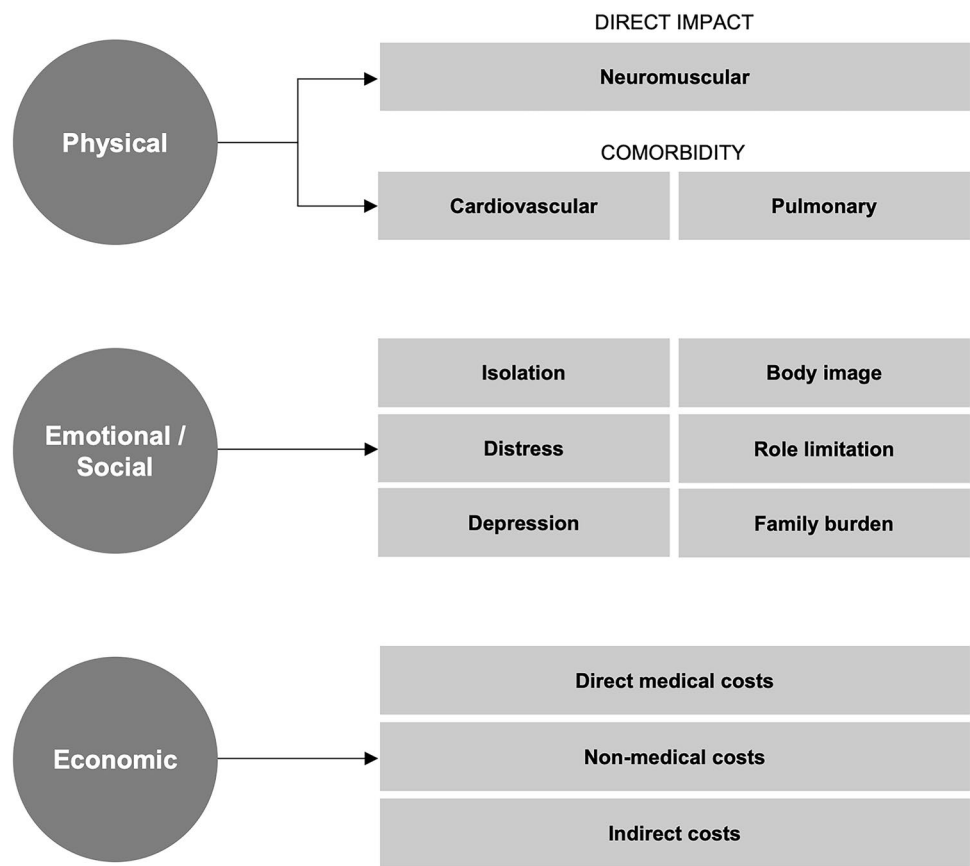 DIRECT IMPACT
Physical
Neuromuscular
COMORBIDITY
Cardiovascular
Pulmonary
Emotional /
Social
Isolation
Body image
Distress
Role limitation
Depression
Family burden
Economic
Direct medical costs
Non-medical costs
Indirect costs